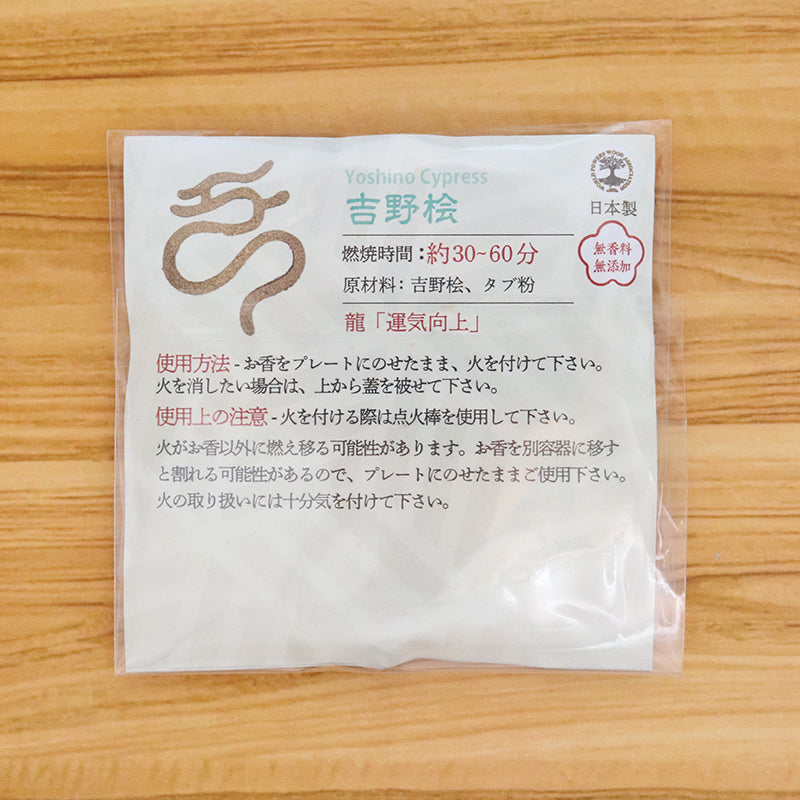 Yoshino Cypress
吉野桧
WORLD POWERS WOOD ASSOCIATION
日本製
燃焼時間：約30~60分
無香料
無添加
原材料：吉野桧、タブ粉
龍「運気向上」
使用方法 - お香をプレートにのせたまま、火を付けて下さい。
火を消したい場合は、上から蓋を被せて下さい。
使用上の注意 - 火を付ける際は点火棒を使用して下さい。
火がお香以外に燃え移る可能性があります。お香を別容器に移す
と割れる可能性があるので、プレートにのせたままご使用下さい。
火の取り扱いには十分気を付けて下さい。